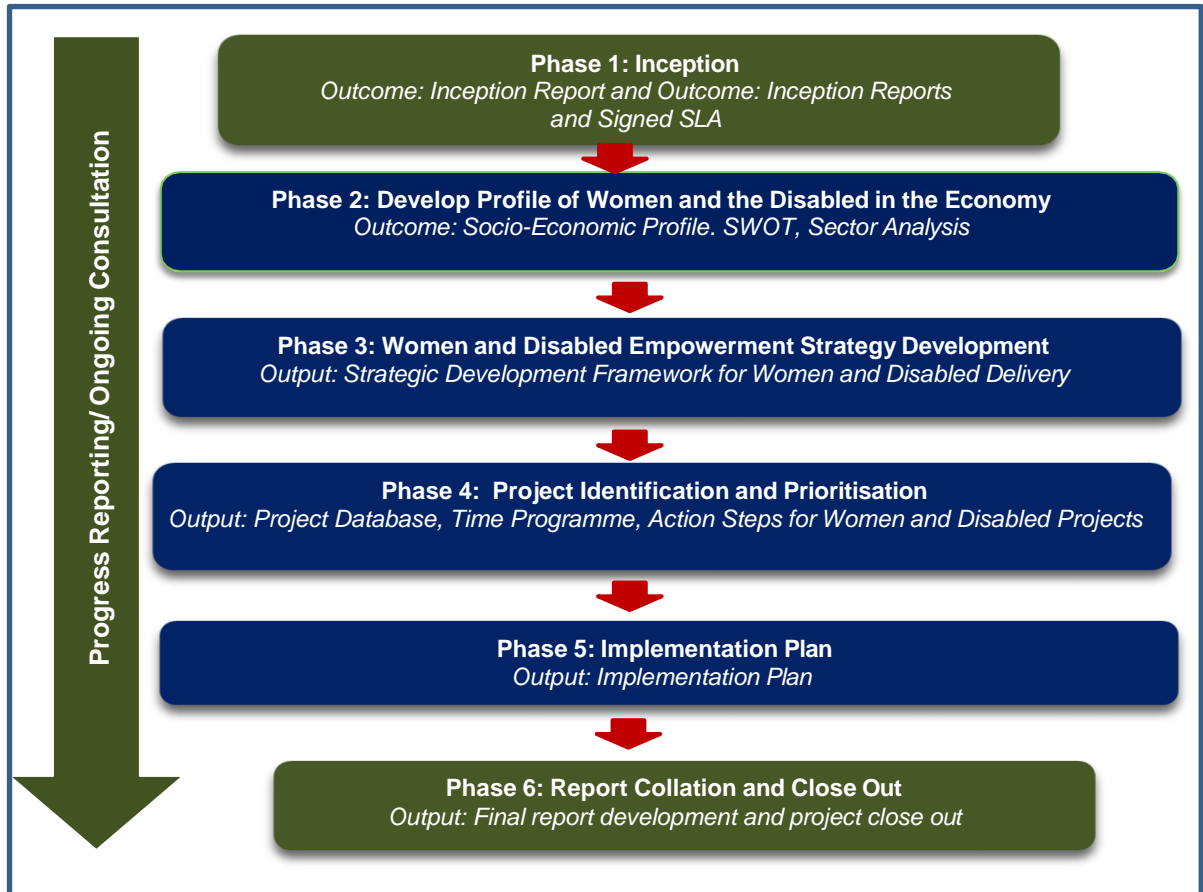 Progress Reporting/ Ongoing Consultation
Phase 1: Inception
Outcome: Inception Report and Outcome: Inception Reports
and Signed SLA
Phase 2: Develop Profile of Women and the Disabled in the Economy
Outcome: Socio-Economic Profile. SWOT, Sector Analysis
Phase 3: Women and Disabled Empowerment Strategy Development
Output: Strategic Development Framework for Women and Disabled Delivery
Phase 4: Project Identification and Prioritisation
Output: Project Database, Time Programme, Action Steps for Women and Disabled Projects
Phase 5: Implementation Plan
Output: Implementation Plan
Phase 6: Report Collation and Close Out
Output: Final report development and project close out